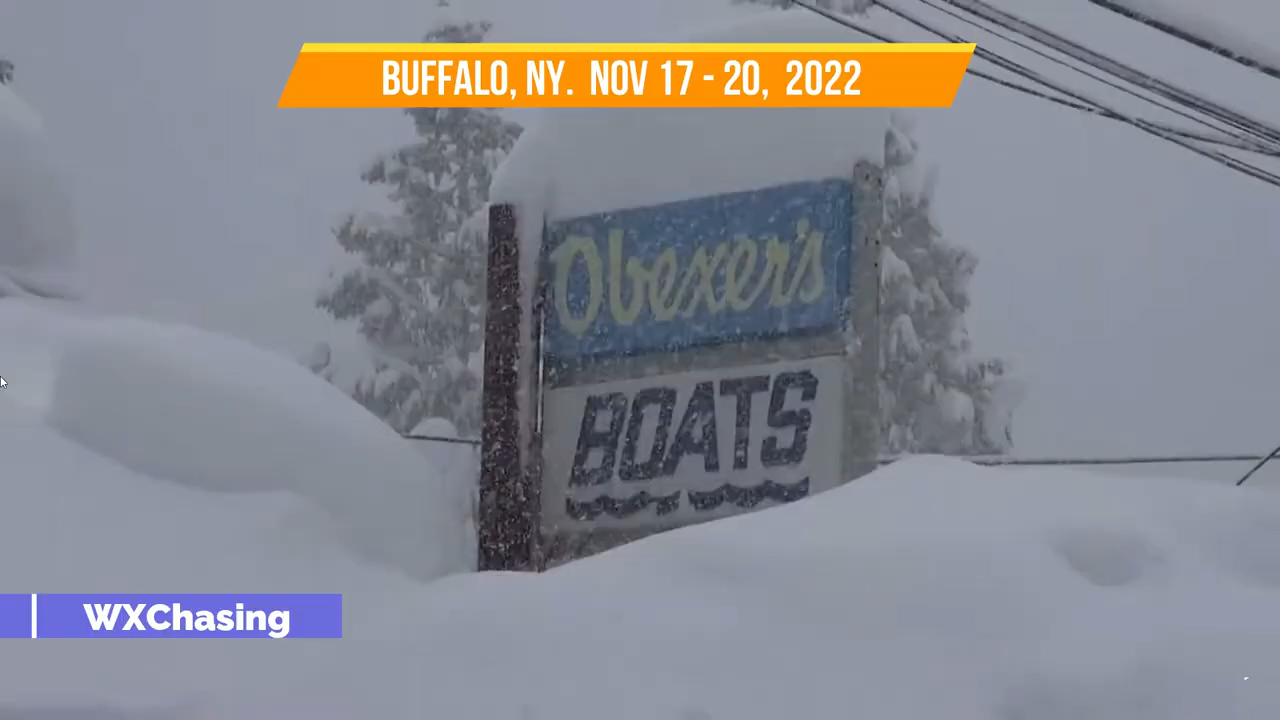 BUFFALO, NY. NOV 17 - 20, 2022
Obexer's
BOATS
WXChasing